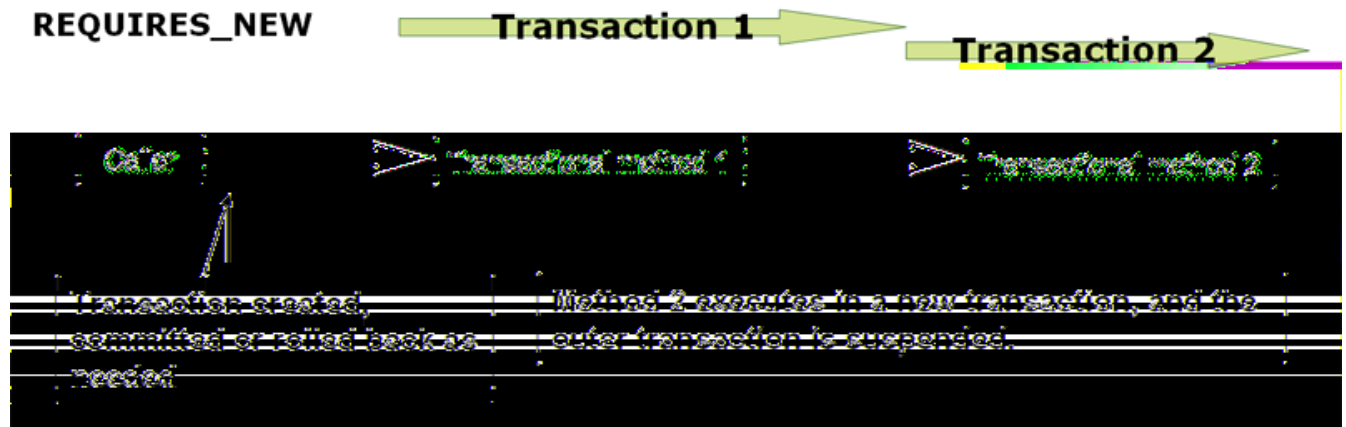 REQUIRES_NEW
Transaction 1
Transaction 2
Caller
Transactional method 1
Transactional method 2
Transaction created,
committed or rolled back as
needed
Method 2 executes in a new transaction, and the
outer transaction is suspended.